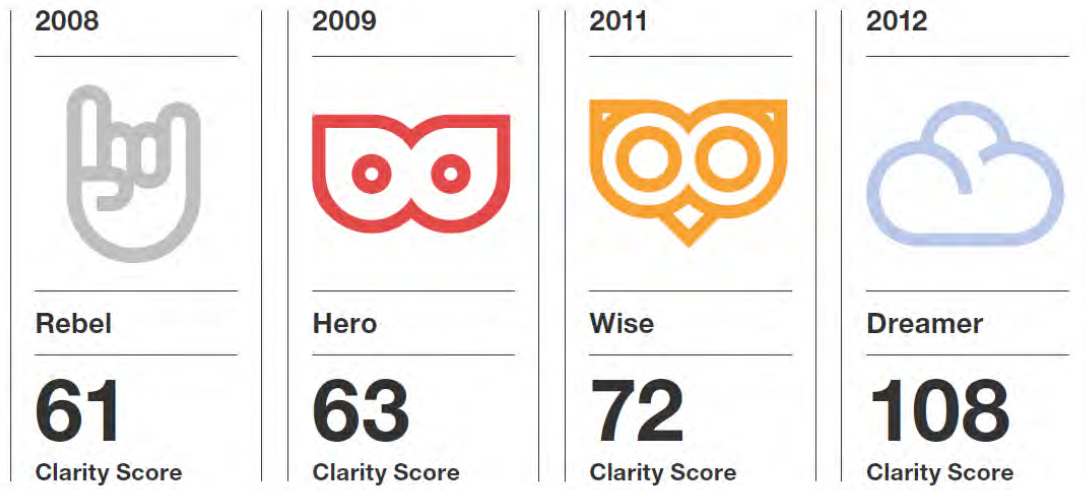 2008
Rebel
61
Clarity Score
2009
Hero
63
Clarity Score
2011
Wise
72
Clarity Score
2012
Dreamer
108
Clarity Score